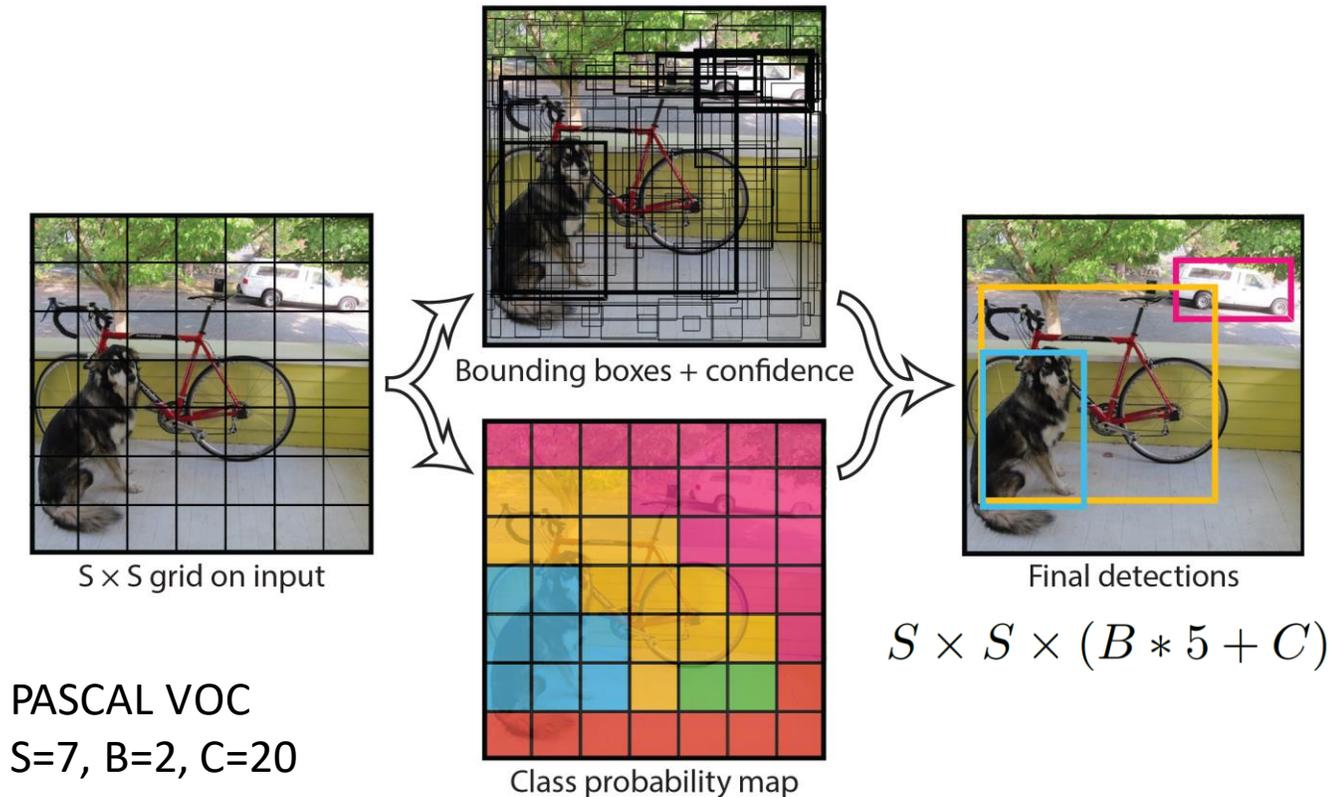 Bounding boxes + confidence
S × S grid on input
Final detections
S × S × (B ∗ 5 + C)
PASCAL VOC
S=7, B=2, C=20
Class probability map